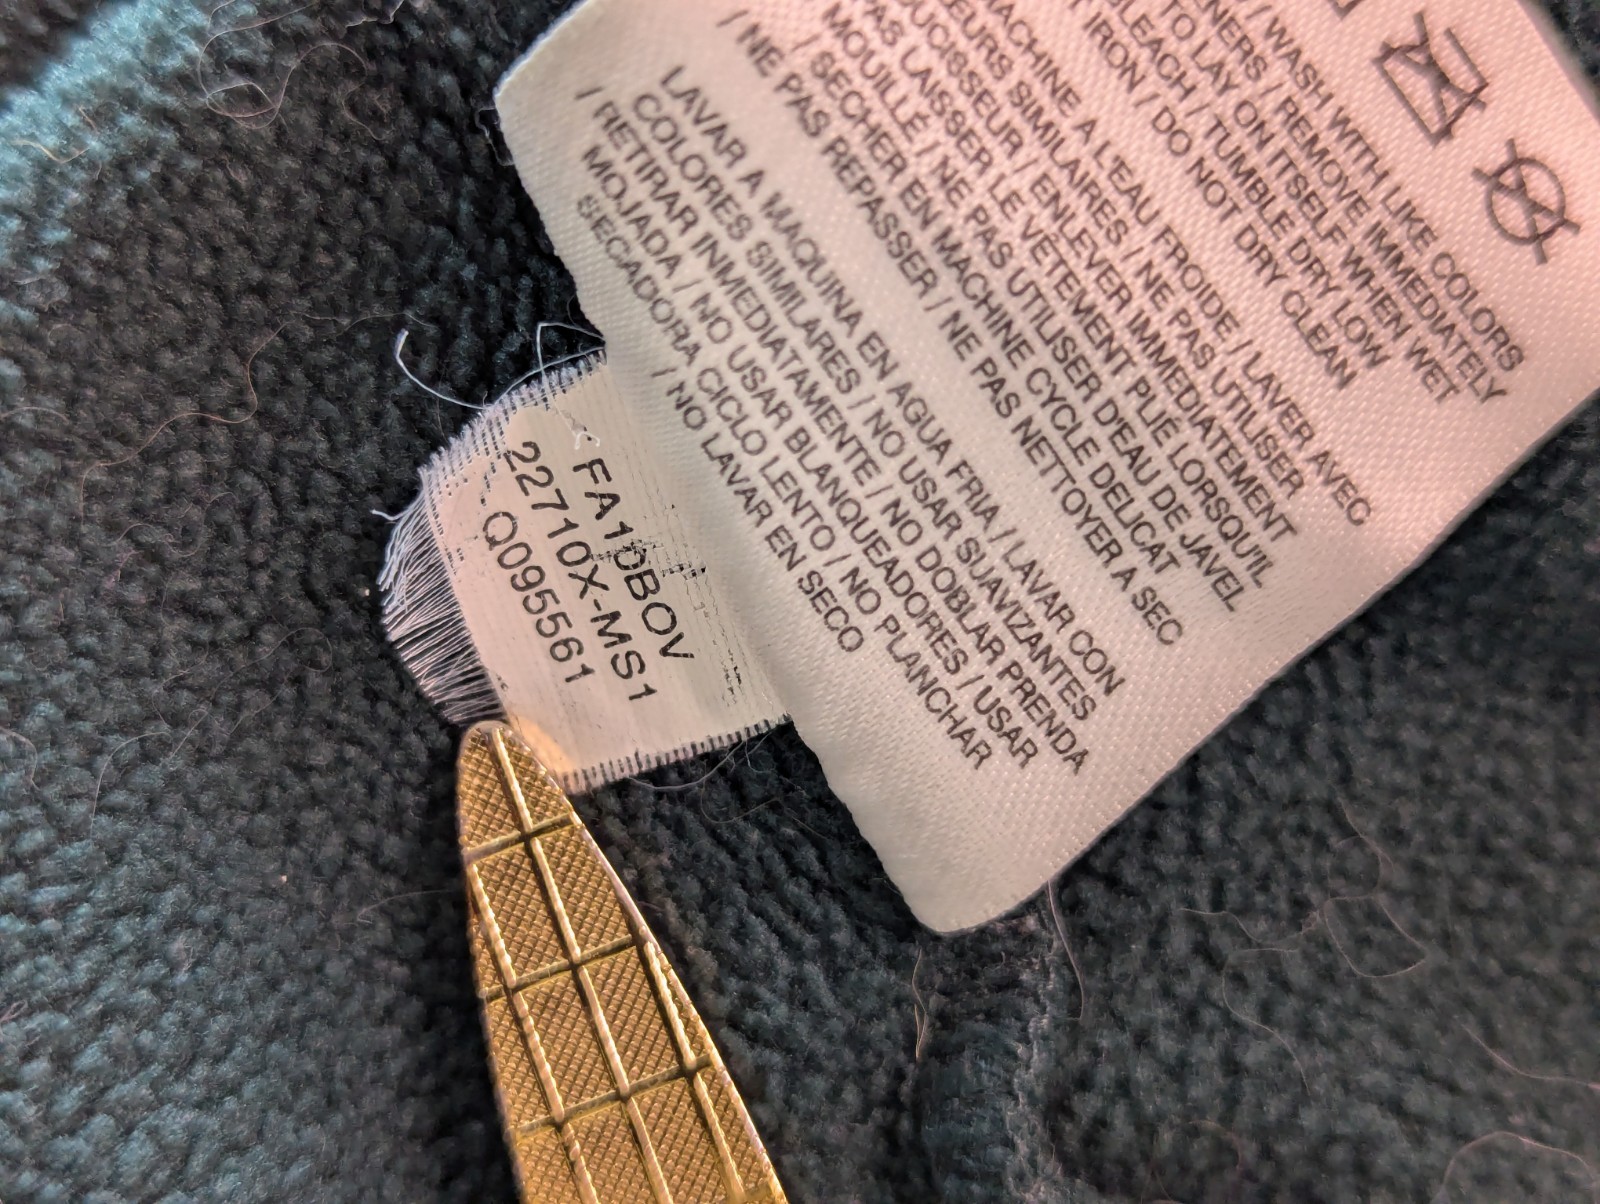 / WASH WITH LIKE COLORS
/ REMOVE IMMEDIATELY
TO LAY ON ITSELF WHEN WET
BLEACH / TUMBLE DRY LOW
IRON / DO NOT DRY CLEAN
MACHINE A L'EAU FROIDE / LAVER AVEC
SIMILAIRES / NE PAS UTILISER
/ ENLEVER IMMEDIATEMENT
PAS LAISSER LE VÊTEMENT PLIÉ LORSQU'IL
MOUILLÉ / NE PAS UTILISER D'EAU DE JAVEL
/ SECHER EN MACHINE CYCLE DELICAT
/ NE PAS REPASSER / NE PAS NETTOYER A SEC
LAVAR A MAQUINA EN AGUA FRIA / LAVAR CON
COLORES SIMILARES / NO USAR SUAVIZANTES
/ RETIRAR INMEDIATAMENTE / NO DOBLAR PRENDA
MOJADA / NO USAR BLANQUEADORES / USAR
SECADORA CICLO LENTO / NO PLANCHAR
/ NO LAVAR EN SECO
FA10BOV
22710X-MS1
Q095561